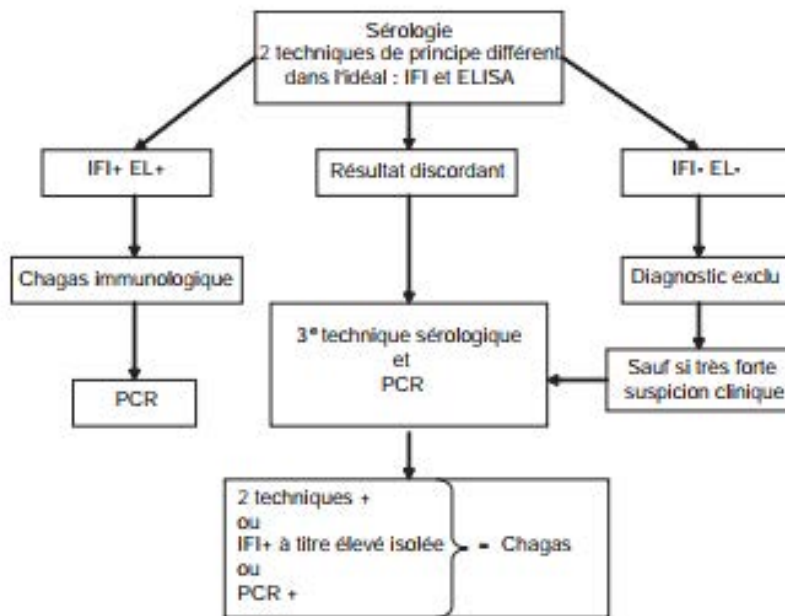 Sérologie
2 techniques de principe différent
dans l'idéal : IFI et ELISA
IFI+ EL+
Résultat discordant
IFI- EL-
Chagas immunologique
Diagnostic exclu
3e technique sérologique
et
PCR
Sauf si très forte
suspicion clinique
PCR
2 techniques +
ou
IFI+ à titre élevé isolée
ou
PCR +
= Chagas